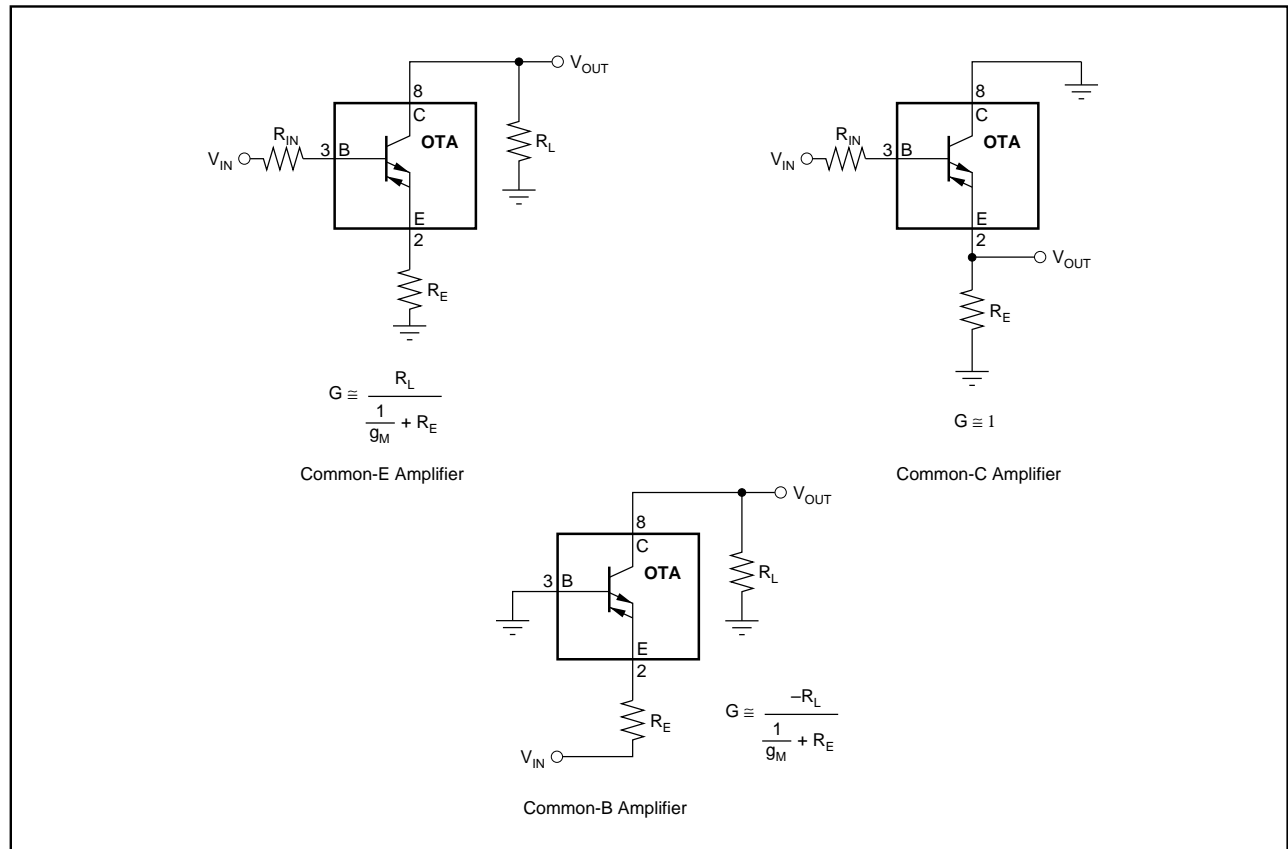 V_OUT
8
C
OTA
R_IN
V_IN
3 B
R_L
E
2
R_E
G ≅ R_L / (1/g_M + R_E)
Common-E Amplifier
8
C
OTA
R_IN
V_IN
3 B
E
2
V_OUT
R_E
G ≅ 1
Common-C Amplifier
V_OUT
8
C
OTA
3 B
R_L
E
2
R_E
V_IN
G ≅ –R_L / (1/g_M + R_E)
Common-B Amplifier